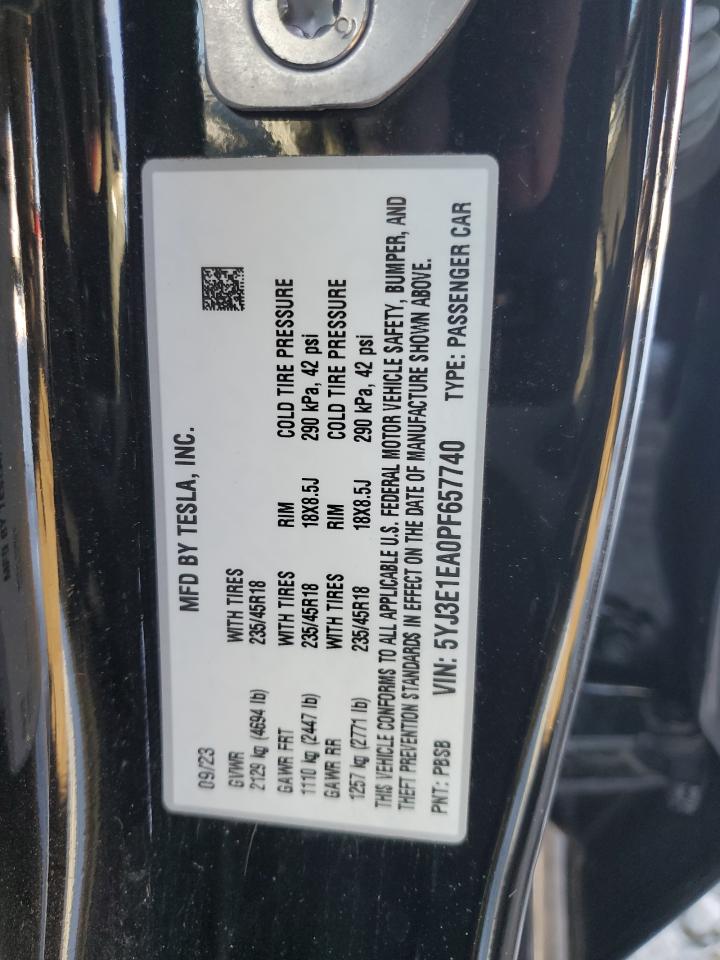 MFD BY TESLA, INC.
09/23
GVWR WITH TIRES
2129 kg (4694 lb) 235/45R18
GAWR FRT WITH TIRES RIM COLD TIRE PRESSURE
1110 kg (2447 lb) 235/45R18 18X8.5J 290 kPa, 42 psi
GAWR RR WITH TIRES RIM COLD TIRE PRESSURE
1257 kg (2771 lb) 235/45R18 18X8.5J 290 kPa, 42 psi
THIS VEHICLE CONFORMS TO ALL APPLICABLE U.S. FEDERAL MOTOR VEHICLE SAFETY, BUMPER, AND
THEFT PREVENTION STANDARDS IN EFFECT ON THE DATE OF MANUFACTURE SHOWN ABOVE.
PNT: PBSB VIN: 5YJ3E1EA0PF657740 TYPE: PASSENGER CAR